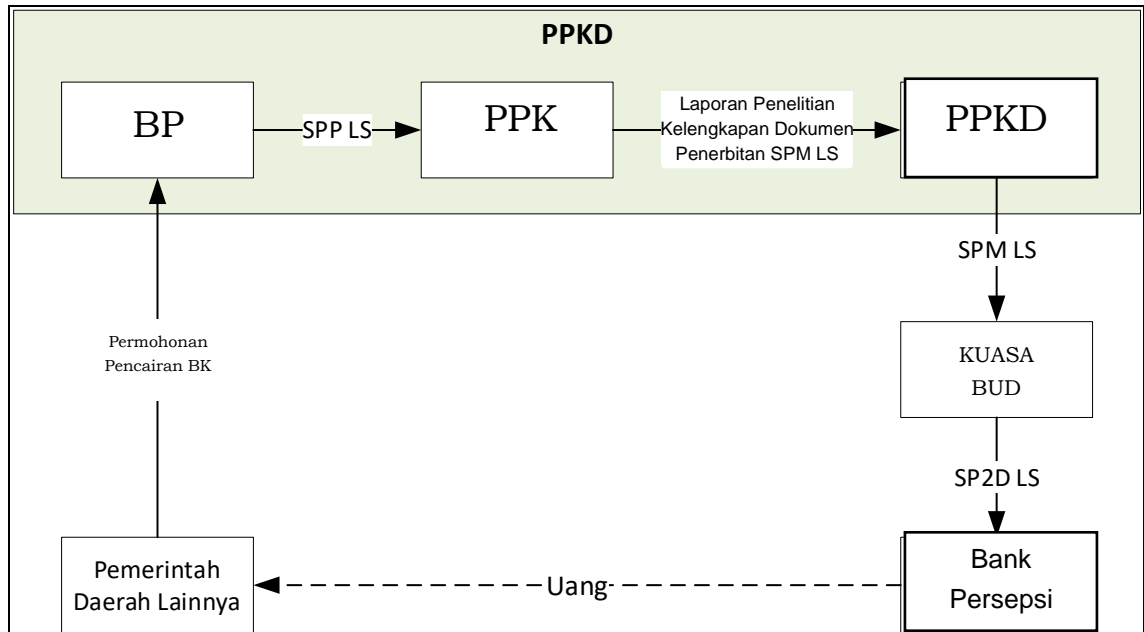 PPKD
BP
SPP LS
PPK
Laporan Penelitian
Kelengkapan Dokumen
Penerbitan SPM LS
PPKD
SPM LS
Permohonan
Pencairan BK
KUASA
BUD
SP2D LS
Pemerintah
Daerah Lainnya
Uang
Bank
Persepsi